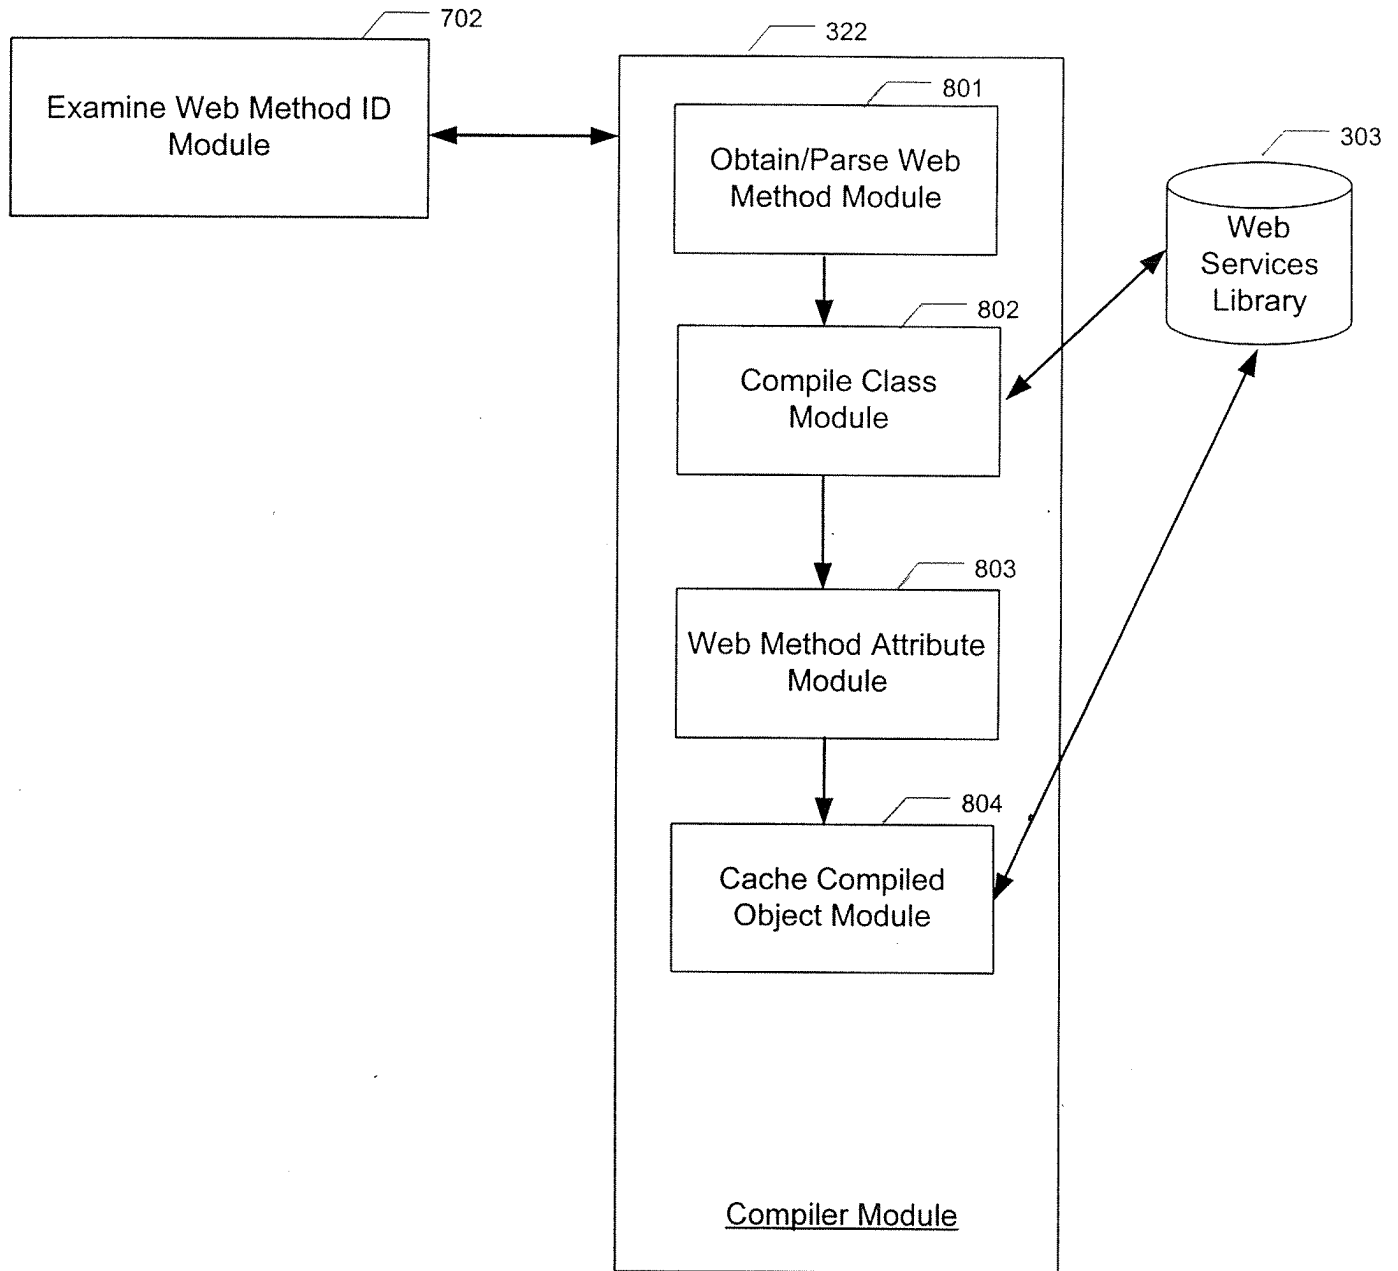 702
Examine Web Method ID
Module
322
801
Obtain/Parse Web
Method Module
303
Web
Services
Library
802
Compile Class
Module
803
Web Method Attribute
Module
804
Cache Compiled
Object Module
Compiler Module